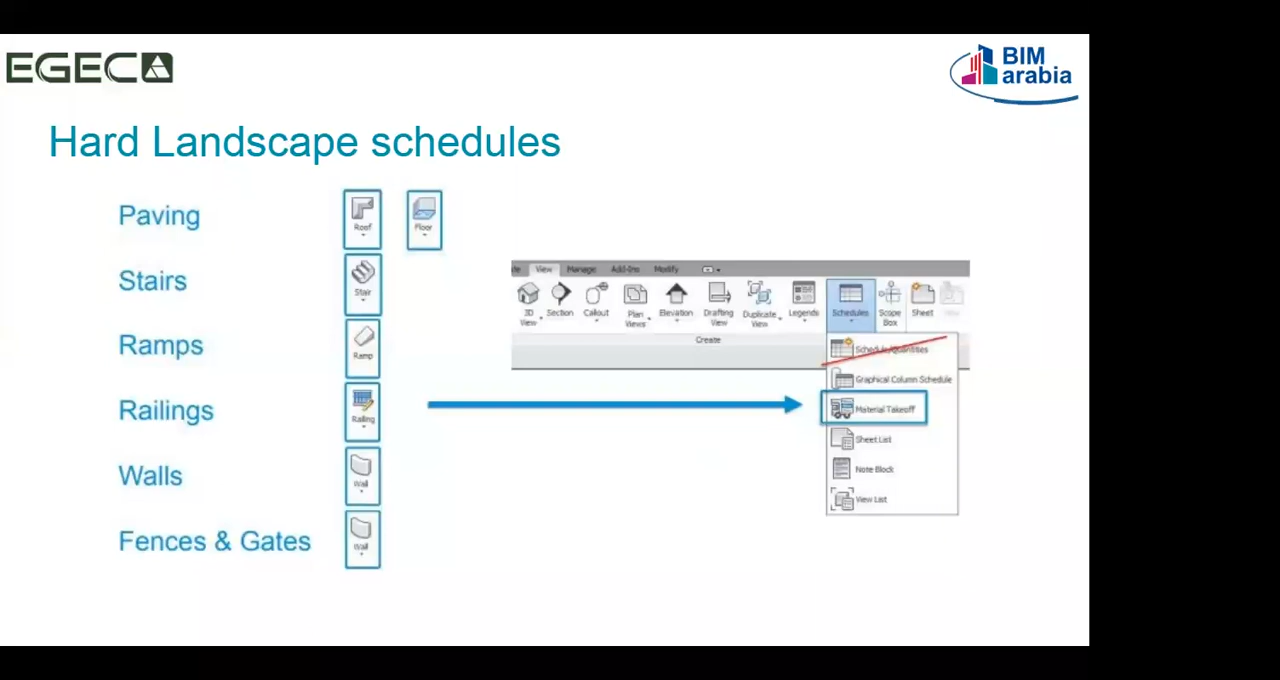 EGEC
BIM
arabia
Hard Landscape schedules
Paving
Roof
Floor
Stairs
Stair
Ramps
Ramp
Railings
Railing
Walls
Wall
Fences & Gates
Wall
View Manage Add-Ins Modify
3D View
Section
Callout
Plan Views
Elevation
Drafting View
Duplicate View
Legends
Schedules
Scope Box
Sheet
Create
Schedule/Quantities
Graphical Column Schedule
Material Takeoff
Sheet List
Note Block
View List